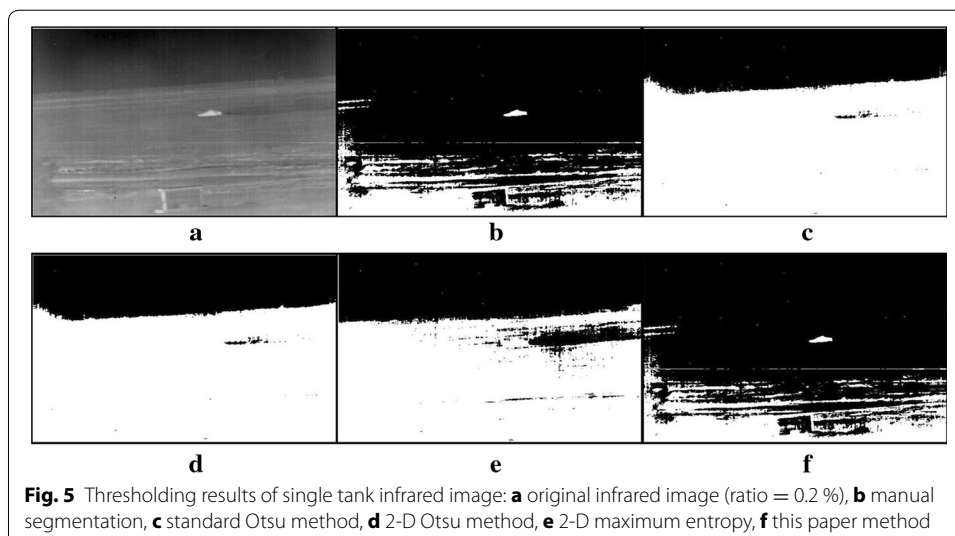 a
b
c
d
e
f
Fig. 5 Thresholding results of single tank infrared image: a original infrared image (ratio = 0.2 %), b manual
segmentation, c standard Otsu method, d 2-D Otsu method, e 2-D maximum entropy, f this paper method